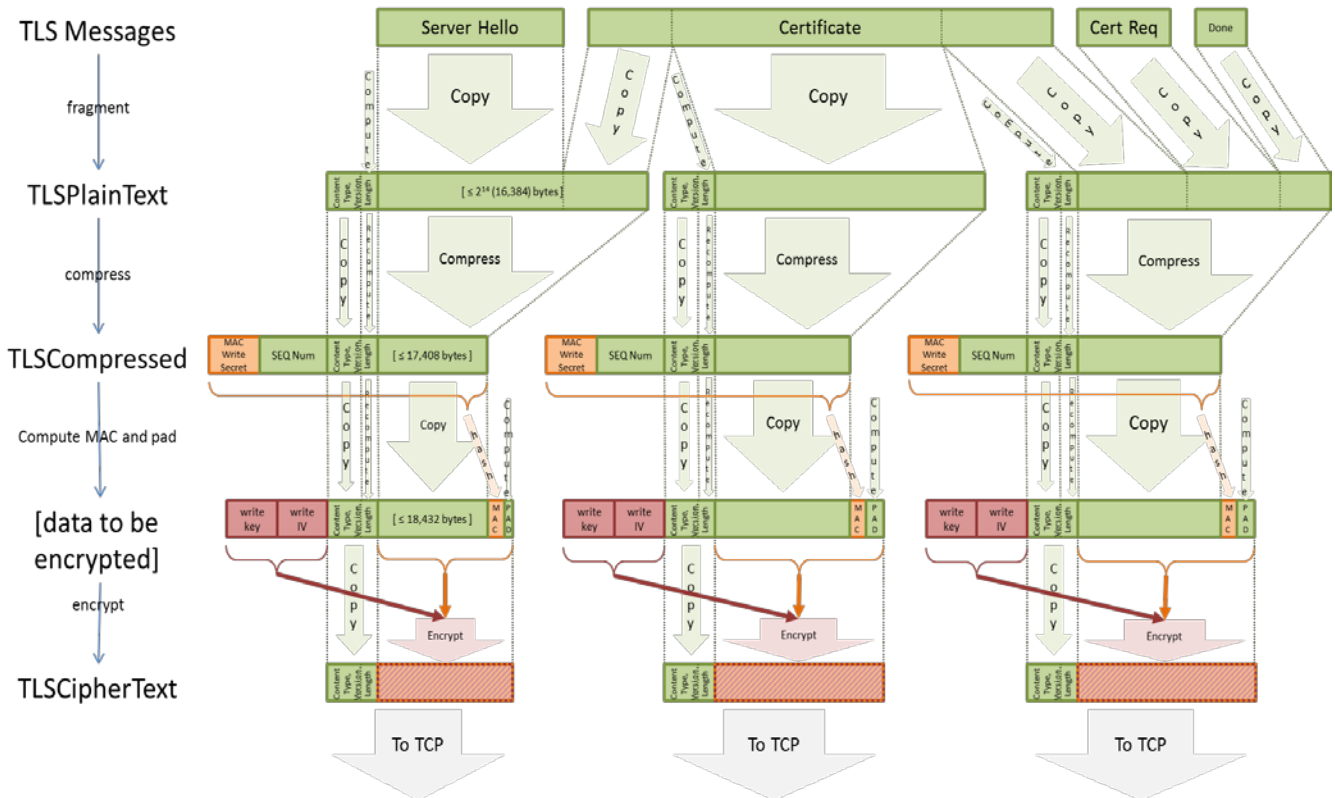 TLS Messages
Server Hello
Certificate
Cert Req
Done
fragment
Compute
Copy
Copy
Compute
Copy
Compute
Copy
Copy
Copy
TLSPlainText
Content Type, Version, Length
[ ≤ 2¹⁴ (16,384) bytes ]
Content Type, Version, Length
Content Type, Version, Length
compress
Copy
Recompute
Compress
Copy
Recompute
Compress
Copy
Recompute
Compress
TLSCompressed
MAC Write Secret
SEQ Num
Content Type, Version, Length
[ ≤ 17,408 bytes ]
MAC Write Secret
SEQ Num
Content Type, Version, Length
MAC Write Secret
SEQ Num
Content Type, Version, Length
Compute MAC and pad
Copy
Recompute
Copy
hash
Compute
Copy
Recompute
Copy
hash
Compute
Copy
Recompute
Copy
hash
Compute
[data to be
encrypted]
write key
write IV
Content Type, Version, Length
[ ≤ 18,432 bytes ]
MAC
PAD
write key
write IV
Content Type, Version, Length
MAC
PAD
write key
write IV
Content Type, Version, Length
MAC
PAD
encrypt
Copy
Encrypt
Copy
Encrypt
Copy
Encrypt
TLSCipherText
Content Type, Version, Length
Content Type, Version, Length
Content Type, Version, Length
To TCP
To TCP
To TCP